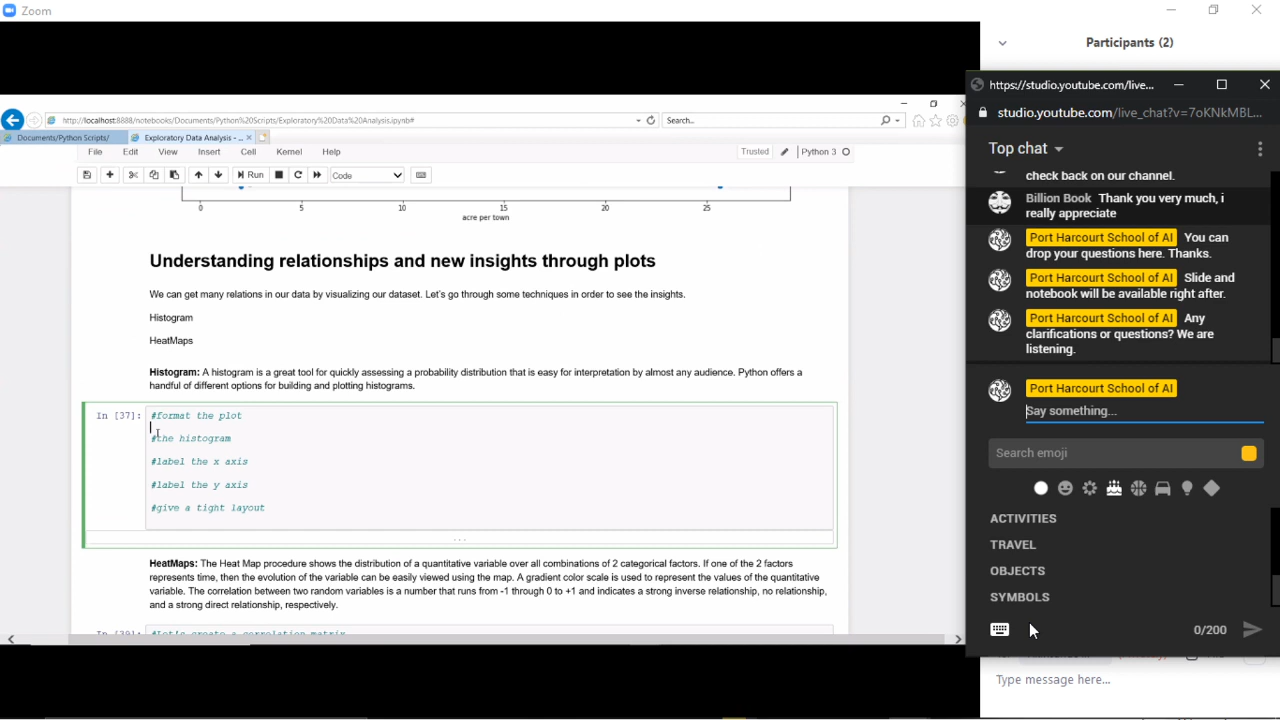 Zoom
Participants (2)
http://localhost:8888/notebooks/Documents/Python%20Scripts/Exploratory%20Data%20Analysis.ipynb#
Search...
Documents/Python Scripts/
Exploratory Data Analysis - ...
File Edit View Insert Cell Kernel Help
Trusted
Python 3
Run
Code
0 5 10 15 20 25
acre per town
Understanding relationships and new insights through plots
We can get many relations in our data by visualizing our dataset. Let's go through some techniques in order to see the insights.
Histogram
HeatMaps
Histogram: A histogram is a great tool for quickly assessing a probability distribution that is easy for interpretation by almost any audience. Python offers a
handful of different options for building and plotting histograms.
In [37]: #format the plot
#the histogram
#label the x axis
#label the y axis
#give a tight layout
...
HeatMaps: The Heat Map procedure shows the distribution of a quantitative variable over all combinations of 2 categorical factors. If one of the 2 factors
represents time, then the evolution of the variable can be easily viewed using the map. A gradient color scale is used to represent the values of the quantitative
variable. The correlation between two random variables is a number that runs from -1 through 0 to +1 and indicates a strong inverse relationship, no relationship,
and a strong direct relationship, respectively.
In [39]: #Let's create a correlation matrix
https://studio.youtube.com/live...
studio.youtube.com/live_chat?v=7oKNkMBL...
Top chat
check back on our channel.
Billion Book Thank you very much, i
really appreciate
Port Harcourt School of AI You can
drop your questions here. Thanks.
Port Harcourt School of AI Slide and
notebook will be available right after.
Port Harcourt School of AI Any
clarifications or questions? We are
listening.
Port Harcourt School of AI
Say something...
Search emoji
ACTIVITIES
TRAVEL
OBJECTS
SYMBOLS
0/200
Type message here...